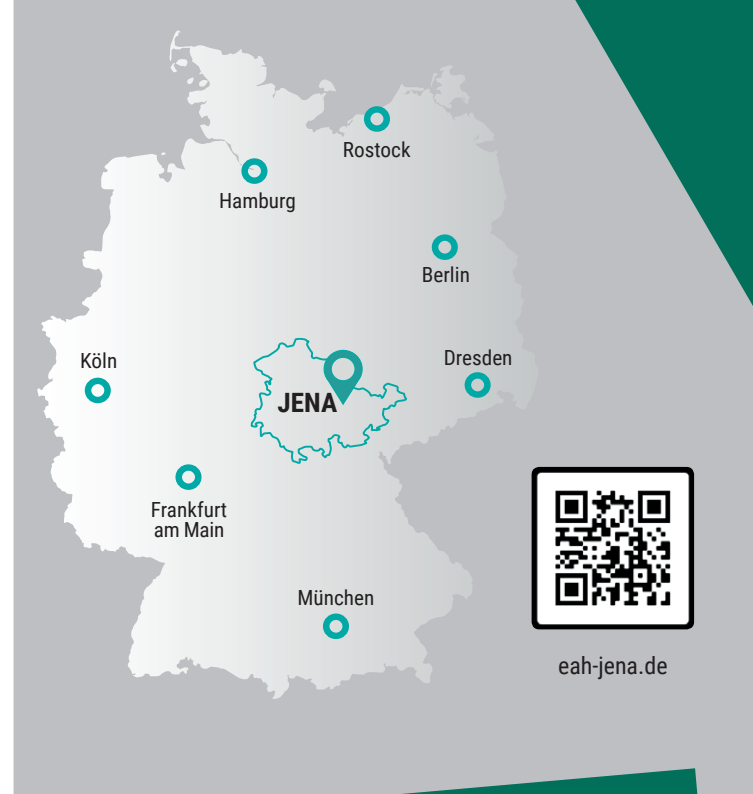 Rostock
Hamburg
Berlin
Köln
Dresden
JENA
Frankfurt
am Main
München
eah-jena.de